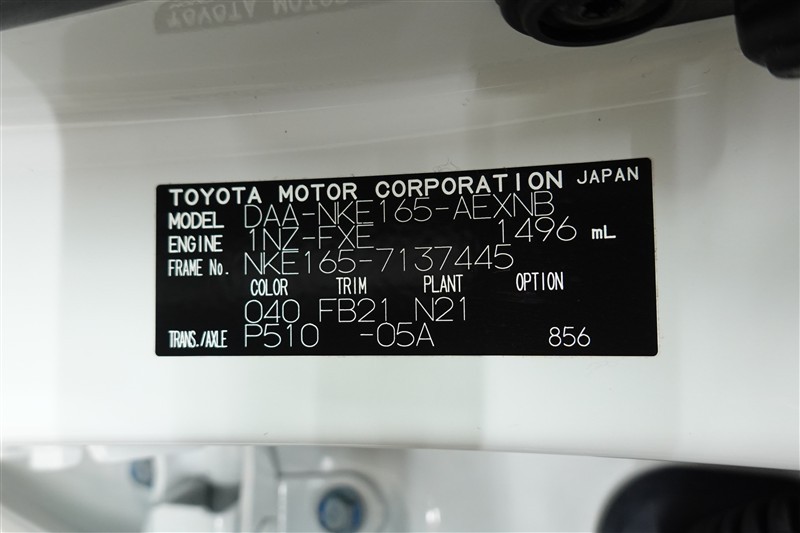 TOYOTA MOTOR CORPORATION JAPAN
MODEL DAA-NKE165-AEXNB
ENGINE 1NZ-FXE 1496 mL
FRAME No. NKE165-7137445
COLOR TRIM PLANT OPTION
040 FB21 N21
TRANS./AXLE P510 -05A 856